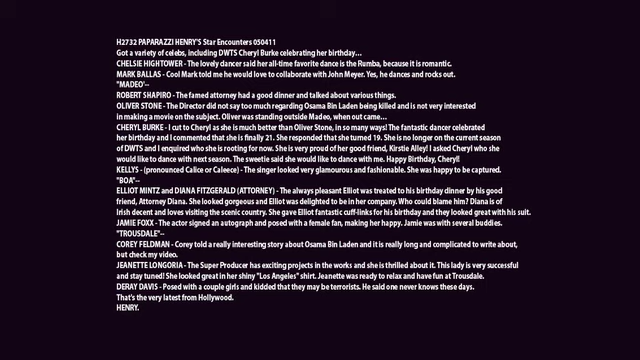 H2732 PAPARAZZI HENRY'S Star Encounters 050411
Got a variety of celebs, including DWTS Cheryl Burke celebrating her birthday…
CHELSIE HIGHTOWER - The lovely dancer said her all-time favorite dance is the Rumba, because it is romantic.
MARK BALLAS - Cool Mark told me he would love to collaborate with John Meyer. Yes, he dances and rocks out.
"MADEO'--
ROBERT SHAPIRO - The famed attorney had a good dinner and talked about various things.
OLIVER STONE - The Director did not say too much regarding Osama Bin Laden being killed and is not very interested
in making a movie on the subject. Oliver was standing outside Madeo, when out came…
CHERYL BURKE - I cut to Cheryl as she is much better than Oliver Stone, in so many ways! The fantastic dancer celebrated
her birthday and I commented that she is finally 21. She responded that she turned 19. She is no longer on the current season
of DWTS and I enquired who she is rooting for now. She is very proud of her good friend, Kirstie Alley! I asked Cheryl who she
would like to dance with next season. The sweetie said she would like to dance with me. Happy Birthday, Cheryl!
KELLYS - (pronounced Calice or Caleece) - The singer looked very glamourous and fashionable. She was happy to be captured.
"BOA"--
ELLIOT MINTZ and DIANA FITZGERALD (ATTORNEY) - The always pleasant Elliot was treated to his birthday dinner by his good
friend, Attorney Diana. She looked gorgeous and Elliot was delighted to be in her company. Who could blame him? Diana is of
Irish decent and loves visiting the scenic country. She gave Elliot fantastic cuff-links for his birthday and they looked great with his suit.
JAMIE FOXX - The actor signed an autograph and posed with a female fan, making her happy. Jamie was with several buddies.
"TROUSDALE"--
COREY FELDMAN - Corey told a really interesting story about Osama Bin Laden and it is really long and complicated to write about,
but check my video.
JEANETTE LONGORIA - The Super Producer has exciting projects in the works and she is thrilled about it. This lady is very successful
and stay tuned! She looked great in her shiny "Los Angeles" shirt. Jeanette was ready to relax and have fun at Trousdale.
DERAY DAVIS - Posed with a couple girls and kidded that they may be terrorists. He said one never knows these days.
That's the very latest from Hollywood.
HENRY.